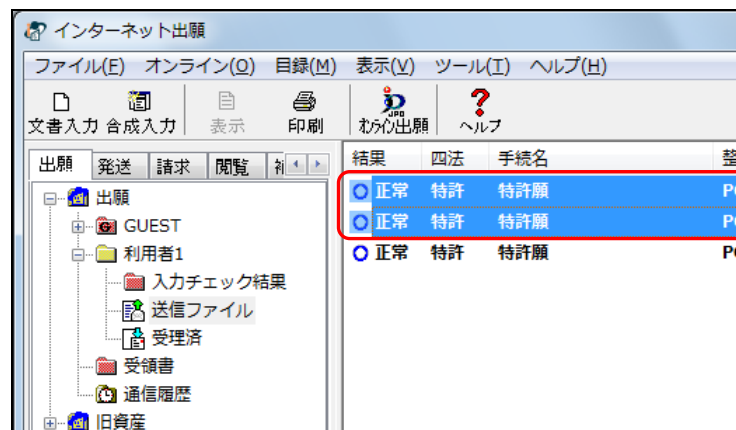 インターネット出願
ファイル(F) オンライン(O) 目録(M) 表示(V) ツール(T) ヘルプ(H)
文書入力 合成入力 表示 印刷 オンライン出願 ヘルプ
出願 発送 請求 閲覧
結果 四法 手続名 整
出願
GUEST
利用者1
入力チェック結果
送信ファイル
受理済
受領書
通信履歴
旧資産
正常 特許 特許願 P
正常 特許 特許願 P
正常 特許 特許願 P